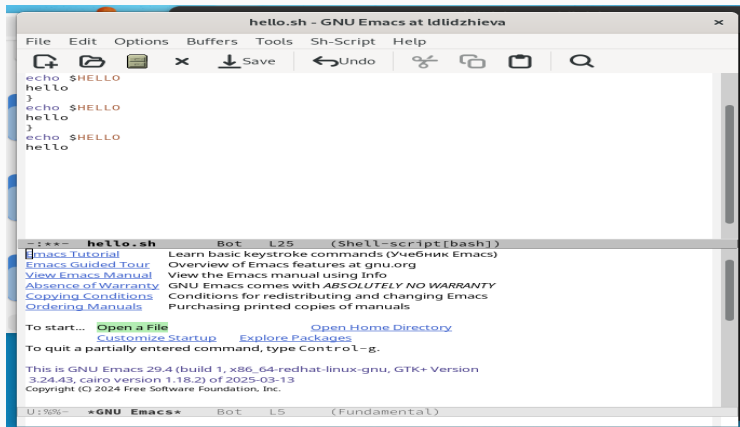 hello.sh - GNU Emacs at ldlidzhieva
File Edit Options Buffers Tools Sh-Script Help
Save Undo
echo $HELLO
hello
}
echo $HELLO
hello
}
echo $HELLO
hello
-:**- hello.sh Bot L25 (Shell-script[bash])
Emacs Tutorial Learn basic keystroke commands (Учебник Emacs)
Emacs Guided Tour Overview of Emacs features at gnu.org
View Emacs Manual View the Emacs manual using Info
Absence of Warranty GNU Emacs comes with ABSOLUTELY NO WARRANTY
Copying Conditions Conditions for redistributing and changing Emacs
Ordering Manuals Purchasing printed copies of manuals
To start... Open a File Open Home Directory
Customize Startup Explore Packages
To quit a partially entered command, type Control-g.
This is GNU Emacs 29.4 (build 1, x86_64-redhat-linux-gnu, GTK+ Version
3.24.43, cairo version 1.18.2) of 2025-03-13
Copyright (C) 2024 Free Software Foundation, Inc.
U:%%- *GNU Emacs* Bot L5 (Fundamental)